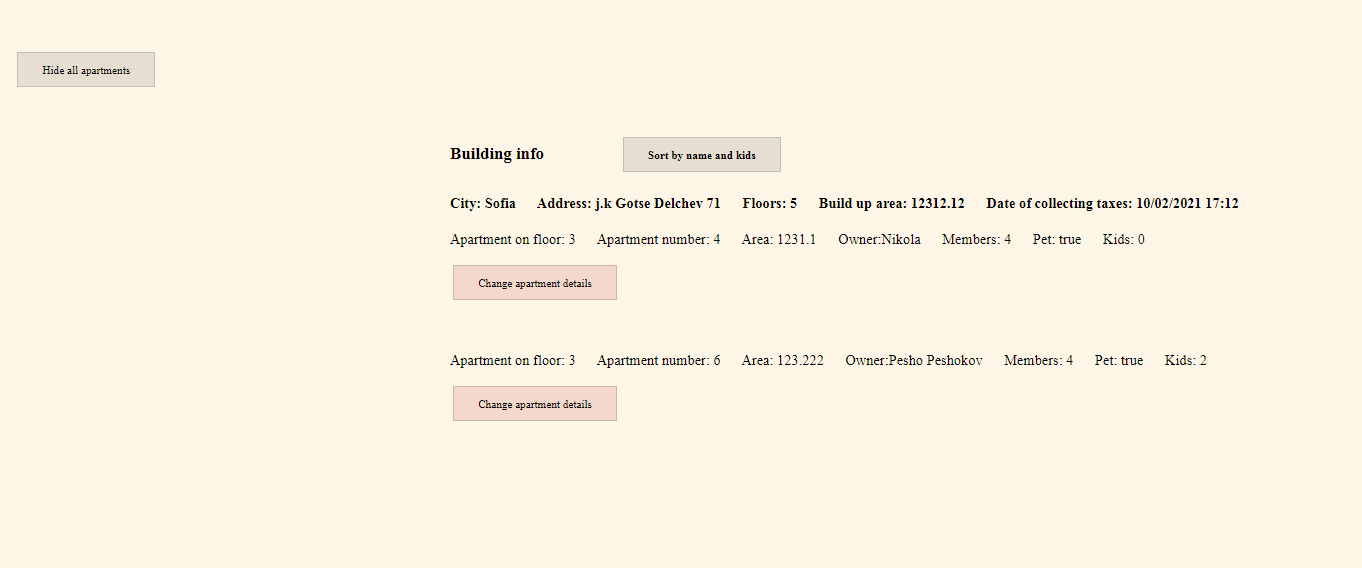 Hide all apartments
Building info Sort by name and kids
City: Sofia Address: j.k Gotse Delchev 71 Floors: 5 Build up area: 12312.12 Date of collecting taxes: 10/02/2021 17:12
Apartment on floor: 3 Apartment number: 4 Area: 1231.1 Owner:Nikola Members: 4 Pet: true Kids: 0
Change apartment details
Apartment on floor: 3 Apartment number: 6 Area: 123.222 Owner:Pesho Peshokov Members: 4 Pet: true Kids: 2
Change apartment details